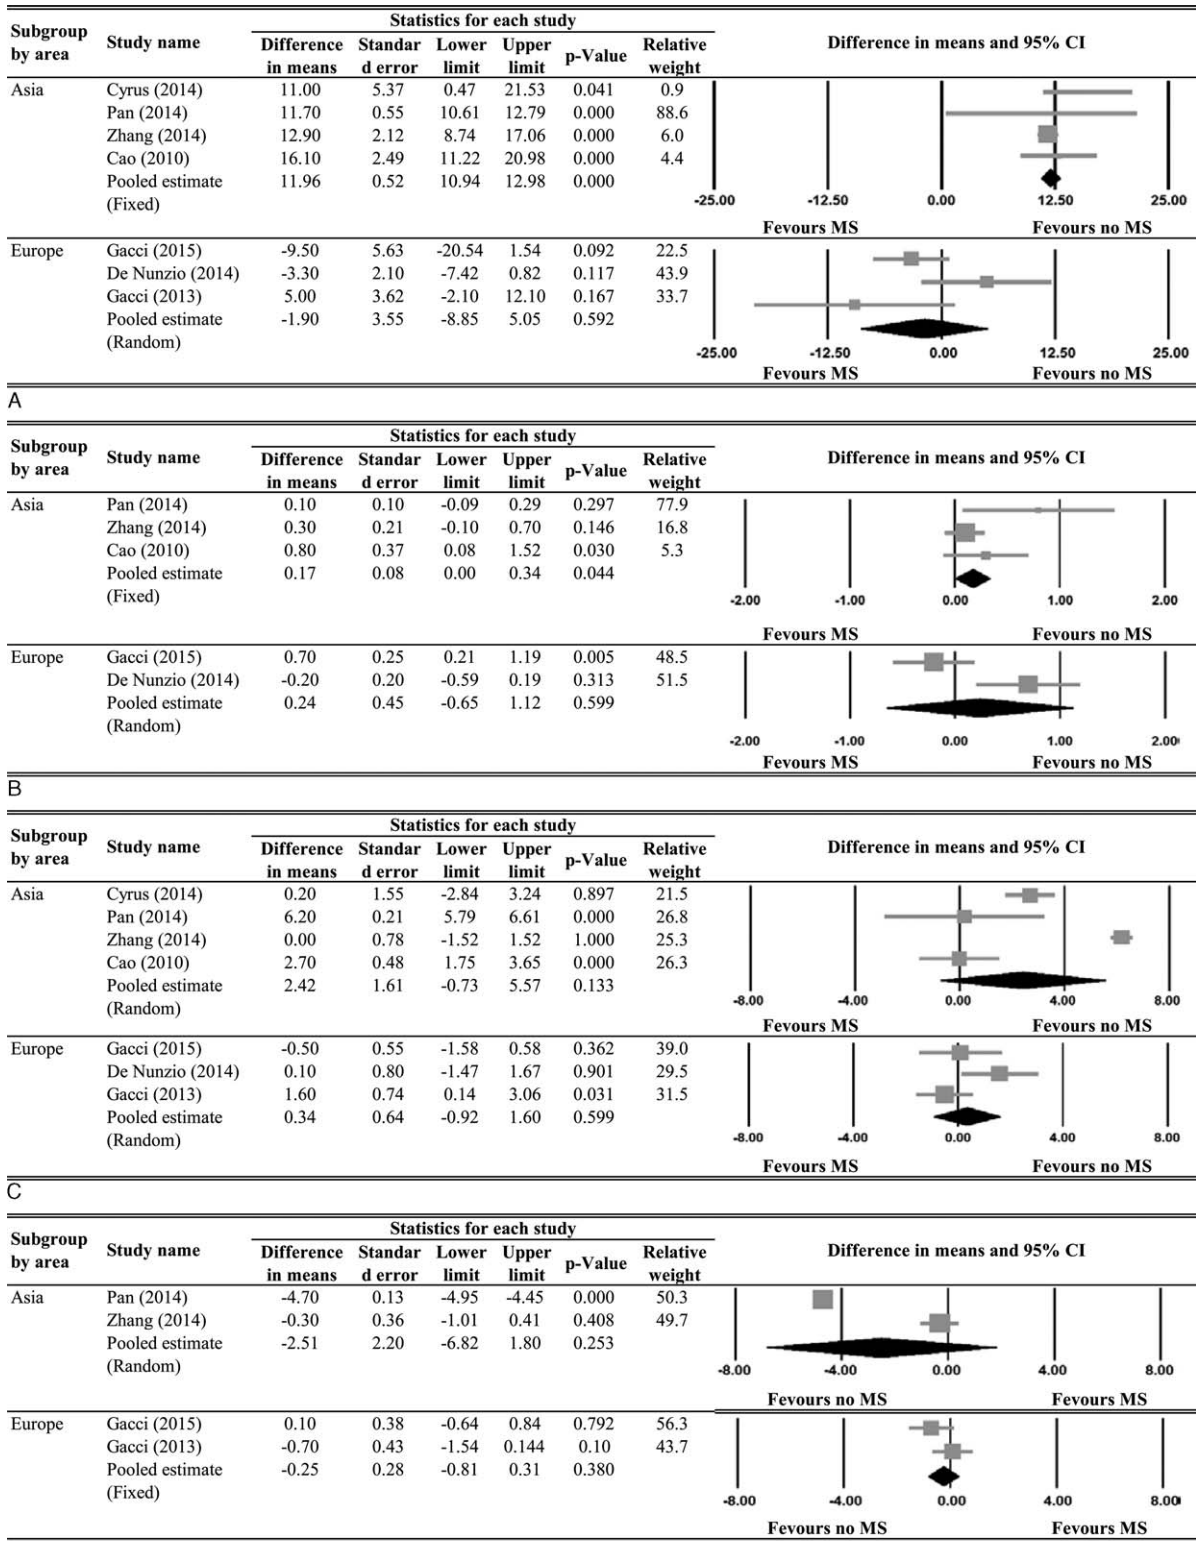 Subgroup by area Study name Statistics for each study Difference in means and 95% CI
Difference in means Standar d error Lower limit Upper limit p-Value Relative weight
Asia Cyrus (2014) 11.00 5.37 0.47 21.53 0.041 0.9
Pan (2014) 11.70 0.55 10.61 12.79 0.000 88.6
Zhang (2014) 12.90 2.12 8.74 17.06 0.000 6.0
Cao (2010) 16.10 2.49 11.22 20.98 0.000 4.4
Pooled estimate 11.96 0.52 10.94 12.98 0.000
(Fixed)
-25.00 -12.50 0.00 12.50 25.00
Fevours MS Fevours no MS
Europe Gacci (2015) -9.50 5.63 -20.54 1.54 0.092 22.5
De Nunzio (2014) -3.30 2.10 -7.42 0.82 0.117 43.9
Gacci (2013) 5.00 3.62 -2.10 12.10 0.167 33.7
Pooled estimate -1.90 3.55 -8.85 5.05 0.592
(Random)
-25.00 -12.50 0.00 12.50 25.00
Fevours MS Fevours no MS
A
Subgroup by area Study name Statistics for each study Difference in means and 95% CI
Difference in means Standar d error Lower limit Upper limit p-Value Relative weight
Asia Pan (2014) 0.10 0.10 -0.09 0.29 0.297 77.9
Zhang (2014) 0.30 0.21 -0.10 0.70 0.146 16.8
Cao (2010) 0.80 0.37 0.08 1.52 0.030 5.3
Pooled estimate 0.17 0.08 0.00 0.34 0.044
(Fixed)
-2.00 -1.00 0.00 1.00 2.00
Fevours MS Fevours no MS
Europe Gacci (2015) 0.70 0.25 0.21 1.19 0.005 48.5
De Nunzio (2014) -0.20 0.20 -0.59 0.19 0.313 51.5
Pooled estimate 0.24 0.45 -0.65 1.12 0.599
(Random)
-2.00 -1.00 0.00 1.00 2.00
Fevours MS Fevours no MS
B
Subgroup by area Study name Statistics for each study Difference in means and 95% CI
Difference in means Standar d error Lower limit Upper limit p-Value Relative weight
Asia Cyrus (2014) 0.20 1.55 -2.84 3.24 0.897 21.5
Pan (2014) 6.20 0.21 5.79 6.61 0.000 26.8
Zhang (2014) 0.00 0.78 -1.52 1.52 1.000 25.3
Cao (2010) 2.70 0.48 1.75 3.65 0.000 26.3
Pooled estimate 2.42 1.61 -0.73 5.57 0.133
(Random)
-8.00 -4.00 0.00 4.00 8.00
Fevours MS Fevours no MS
Europe Gacci (2015) -0.50 0.55 -1.58 0.58 0.362 39.0
De Nunzio (2014) 0.10 0.80 -1.47 1.67 0.901 29.5
Gacci (2013) 1.60 0.74 0.14 3.06 0.031 31.5
Pooled estimate 0.34 0.64 -0.92 1.60 0.599
(Random)
-8.00 -4.00 0.00 4.00 8.00
Fevours MS Fevours no MS
C
Subgroup by area Study name Statistics for each study Difference in means and 95% CI
Difference in means Standar d error Lower limit Upper limit p-Value Relative weight
Asia Pan (2014) -4.70 0.13 -4.95 -4.45 0.000 50.3
Zhang (2014) -0.30 0.36 -1.01 0.41 0.408 49.7
Pooled estimate -2.51 2.20 -6.82 1.80 0.253
(Random)
-8.00 -4.00 0.00 4.00 8.00
Fevours no MS Fevours MS
Europe Gacci (2015) 0.10 0.38 -0.64 0.84 0.792 56.3
Gacci (2013) -0.70 0.43 -1.54 0.144 0.10 43.7
Pooled estimate -0.25 0.28 -0.81 0.31 0.380
(Fixed)
-8.00 -4.00 0.00 4.00 8.00
Fevours no MS Fevours MS